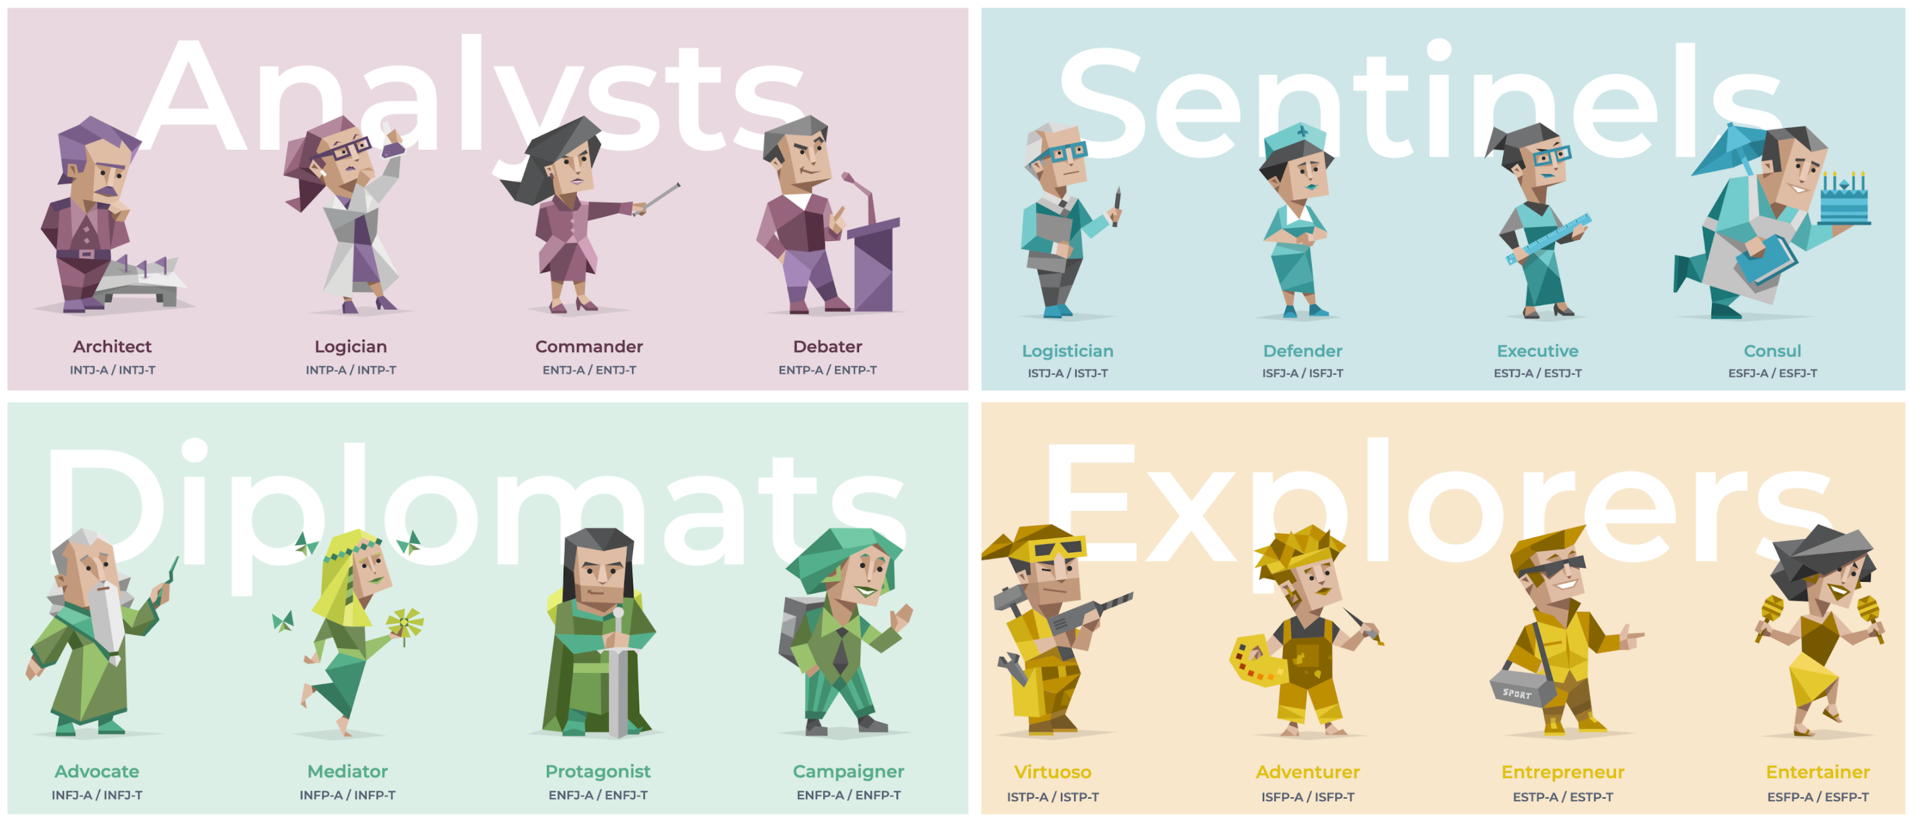 Analysts
Architect
INTJ-A / INTJ-T
Logician
INTP-A / INTP-T
Commander
ENTJ-A / ENTJ-T
Debater
ENTP-A / ENTP-T
Sentinels
Logistician
ISTJ-A / ISTJ-T
Defender
ISFJ-A / ISFJ-T
Executive
ESTJ-A / ESTJ-T
Consul
ESFJ-A / ESFJ-T
Diplomats
Advocate
INFJ-A / INFJ-T
Mediator
INFP-A / INFP-T
Protagonist
ENFJ-A / ENFJ-T
Campaigner
ENFP-A / ENFP-T
Explorers
Virtuoso
ISTP-A / ISTP-T
Adventurer
ISFP-A / ISFP-T
SPORT
Entrepreneur
ESTP-A / ESTP-T
Entertainer
ESFP-A / ESFP-T